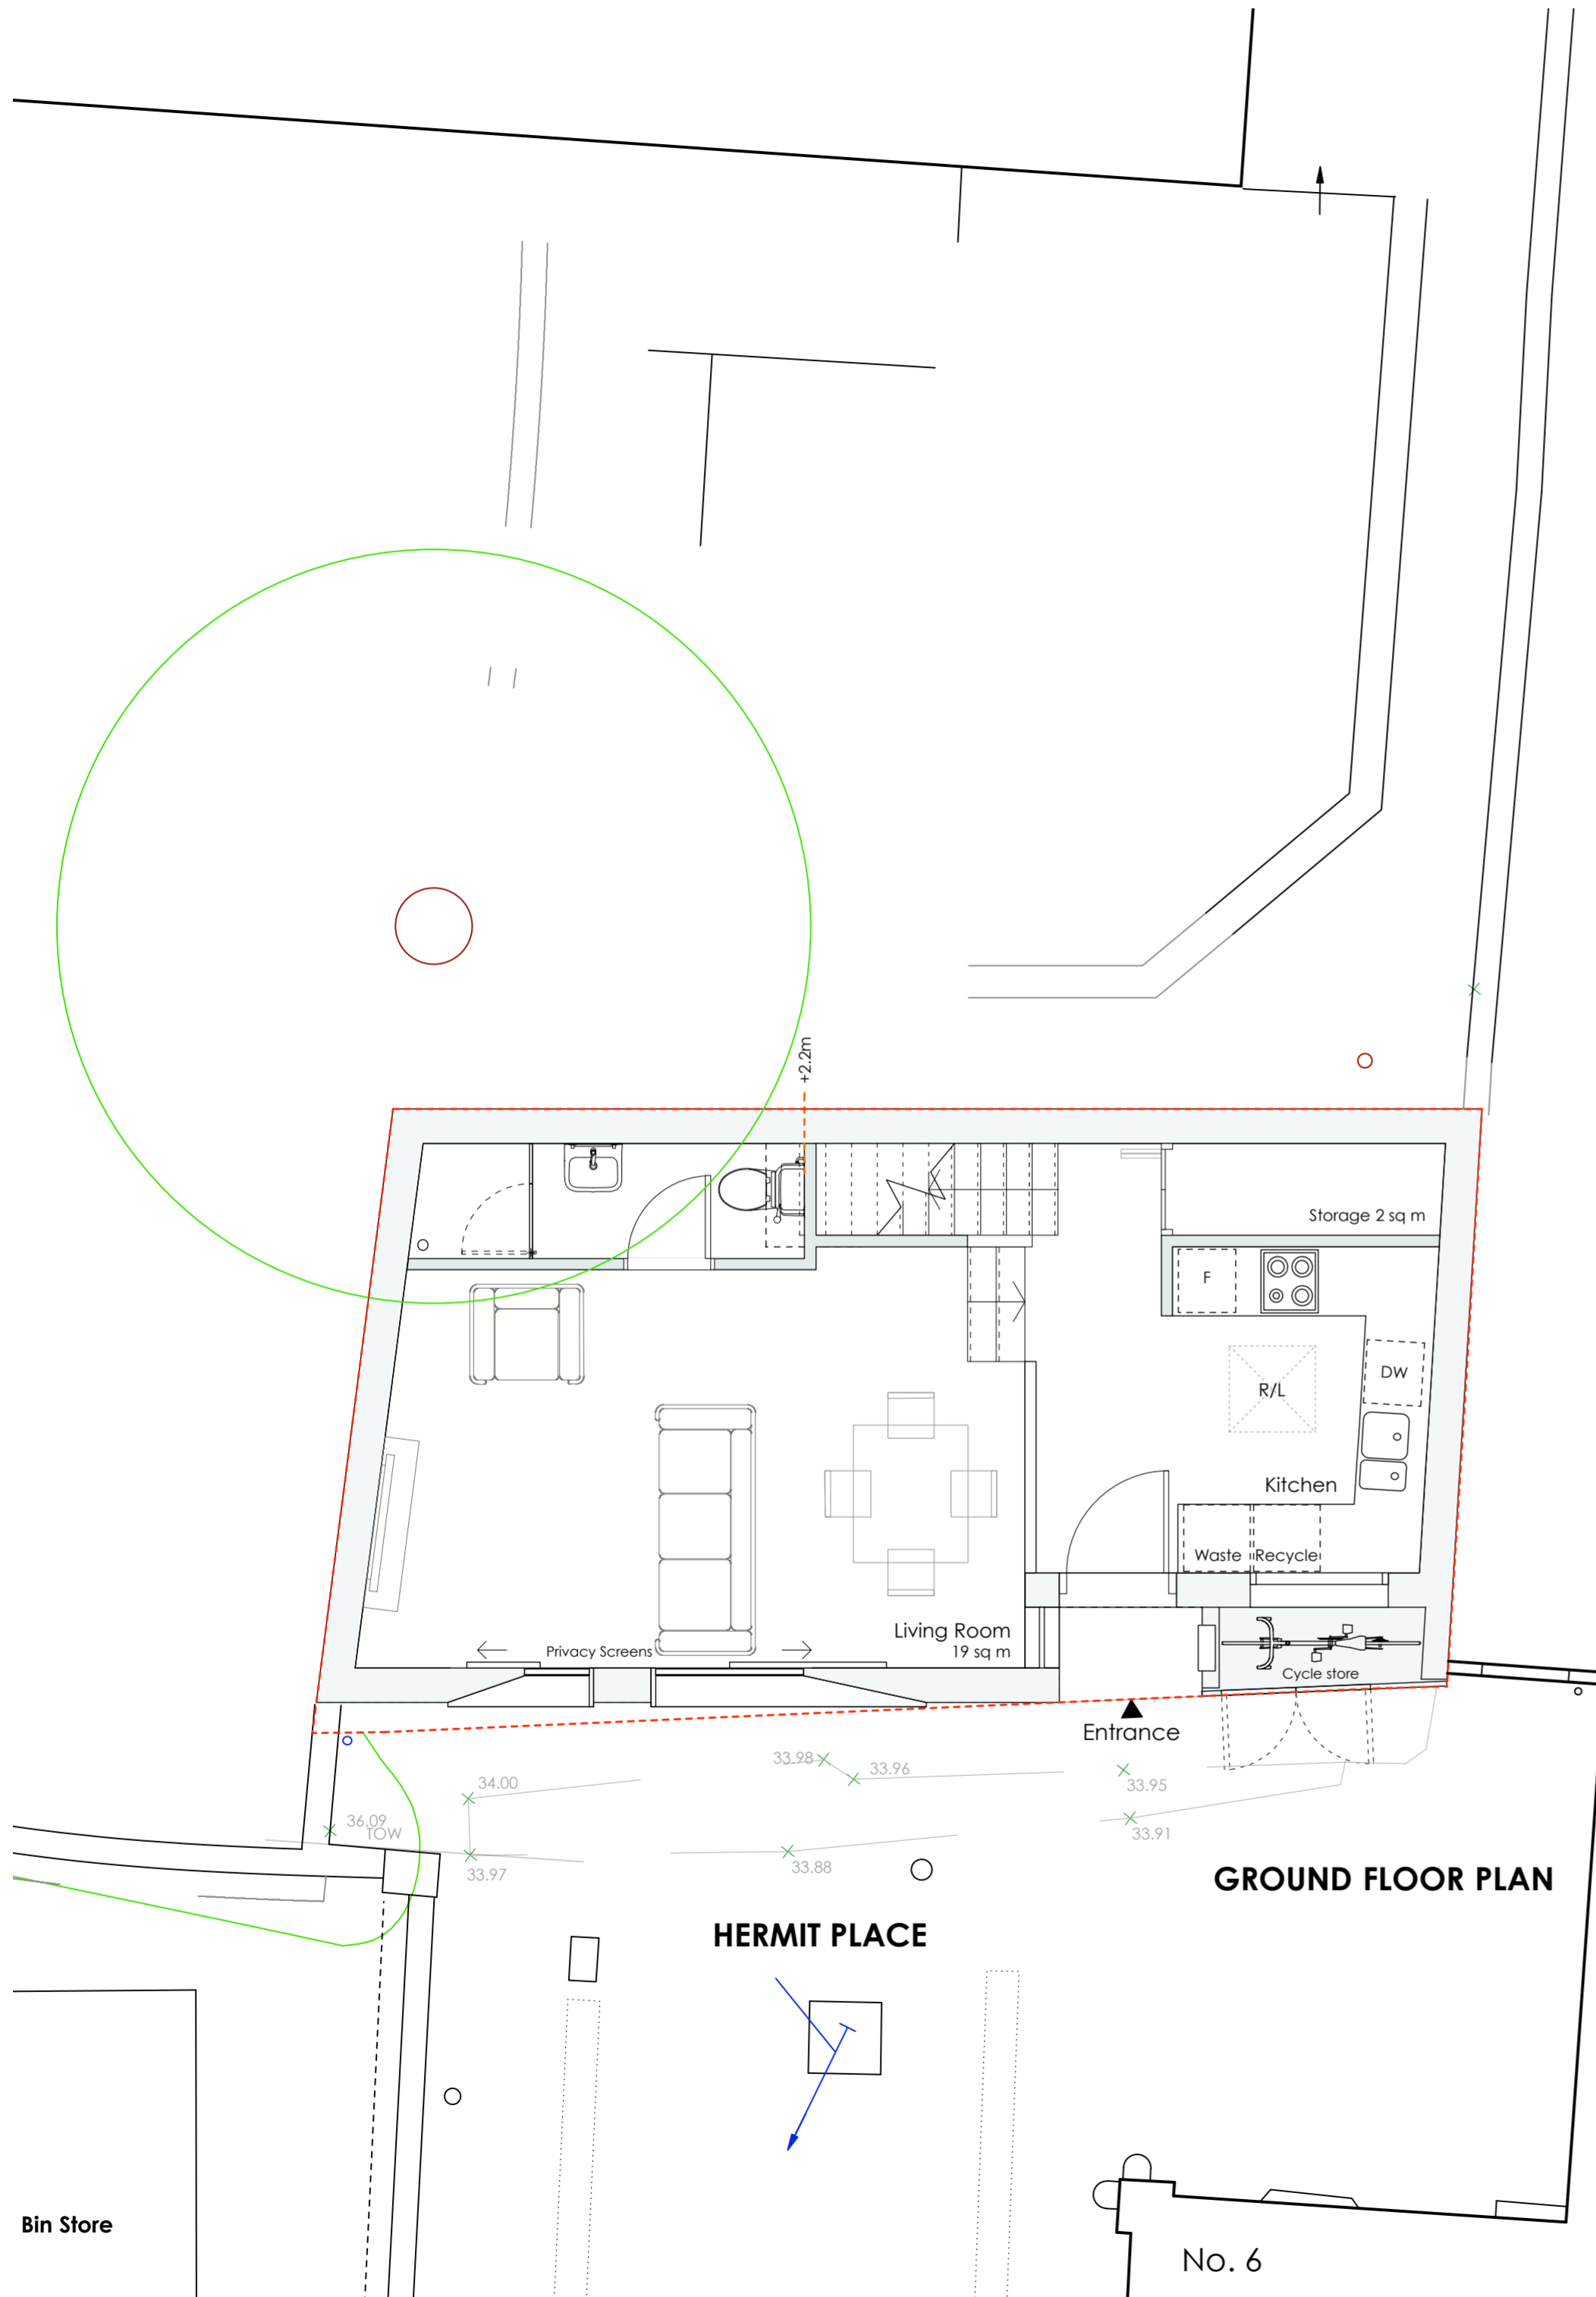 +2.2m
Storage 2 sq m
F
DW
R/L
Kitchen
Waste
Recycle
Living Room
19 sq m
Privacy Screens
Cycle store
Entrance
33.98
33.96
33.95
34.00
36.09
TOW
33.91
33.97
33.88
GROUND FLOOR PLAN
HERMIT PLACE
Bin Store
No. 6